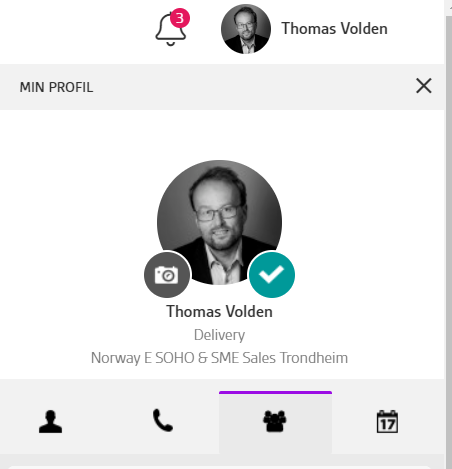 3
Thomas Volden
MIN PROFIL
Thomas Volden
Delivery
Norway E SOHO & SME Sales Trondheim
17